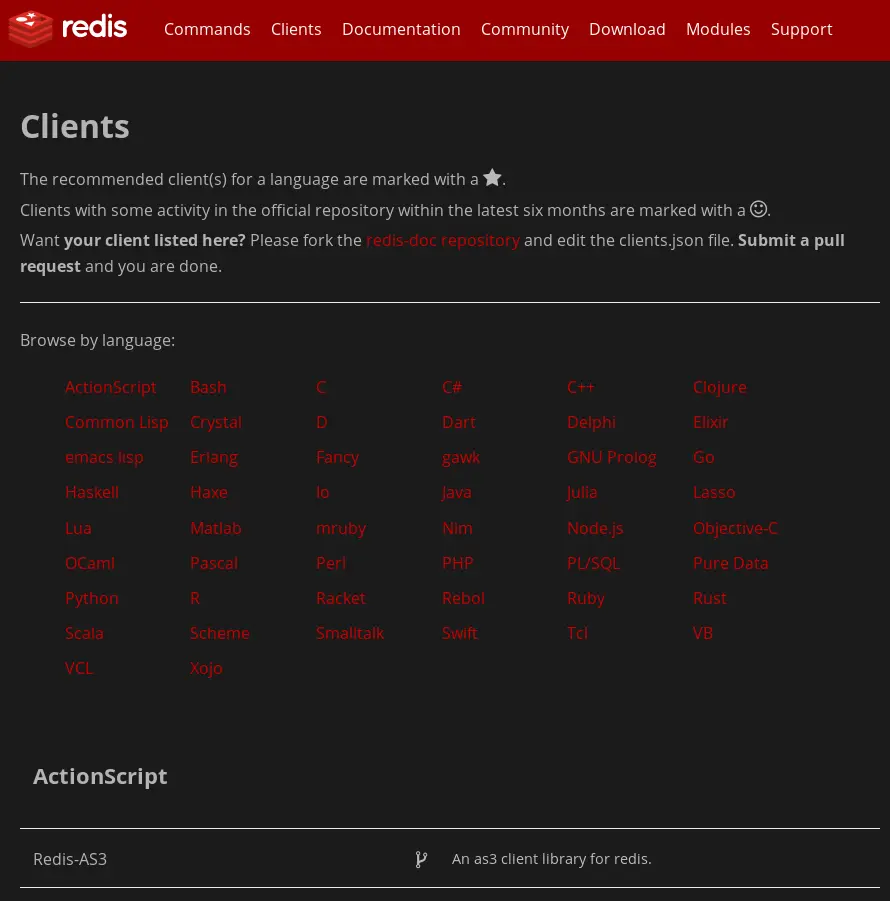 redis Commands Clients Documentation Community Download Modules Support
Clients
The recommended client(s) for a language are marked with a ★.
Clients with some activity in the official repository within the latest six months are marked with a ☺.
Want your client listed here? Please fork the redis-doc repository and edit the clients.json file. Submit a pull
request and you are done.
Browse by language:
ActionScript Bash C C# C++ Clojure
Common Lisp Crystal D Dart Delphi Elixir
emacs lisp Erlang Fancy gawk GNU Prolog Go
Haskell Haxe Io Java Julia Lasso
Lua Matlab mruby Nim Node.js Objective-C
OCaml Pascal Perl PHP PL/SQL Pure Data
Python R Racket Rebol Ruby Rust
Scala Scheme Smalltalk Swift Tcl VB
VCL Xojo
ActionScript
Redis-AS3 An as3 client library for redis.